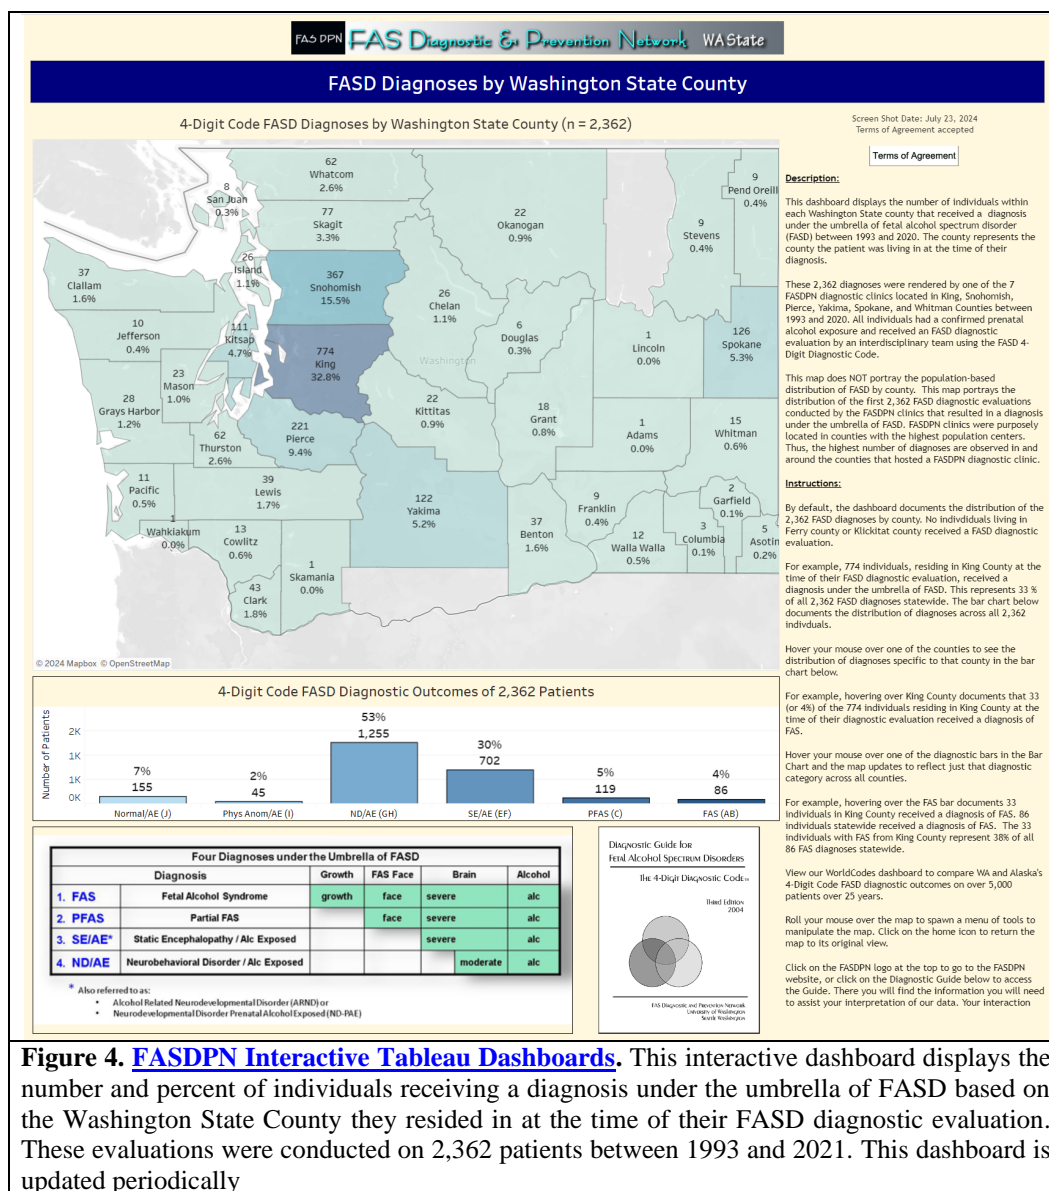 FAS DPN FAS Diagnostic & Prevention Network WA State
FASD Diagnoses by Washington State County
4-Digit Code FASD Diagnoses by Washington State County (n = 2,362)
62
Whatcom
2.6%
8
San Juan
0.3%
77
Skagit
3.3%
22
Okanogan
0.9%
9
Stevens
0.4%
9
Pend Oreill
0.4%
26
Island
1.1%
37
Clallam
1.6%
367
Snohomish
15.5%
26
Chelan
1.1%
10
Jefferson
0.4%
111
Kitsap
4.7%
774
King
32.8%
Washington
6
Douglas
0.3%
1
Lincoln
0.0%
126
Spokane
5.3%
23
Mason
1.0%
28
Grays Harbor
1.2%
62
Thurston
2.6%
221
Pierce
9.4%
22
Kittitas
0.9%
18
Grant
0.8%
1
Adams
0.0%
15
Whitman
0.6%
11
Pacific
0.5%
39
Lewis
1.7%
122
Yakima
5.2%
1
Wahkiakum
0.0%
13
Cowlitz
0.6%
1
Skamania
0.0%
43
Clark
1.8%
37
Benton
1.6%
9
Franklin
0.4%
12
Walla Walla
0.5%
3
Columbia
0.1%
2
Garfield
0.1%
5
Asotin
0.2%
© 2024 Mapbox © OpenStreetMap
Screen Shot Date: July 23, 2024
Terms of Agreement accepted
Terms of Agreement
Description:
This dashboard displays the number of individuals within
each Washington State county that received a diagnosis
under the umbrella of fetal alcohol spectrum disorder
(FASD) between 1993 and 2020. The county represents the
county the patient was living in at the time of their
diagnosis.
These 2,362 diagnoses were rendered by one of the 7
FASDPN diagnostic clinics located in King, Snohomish,
Pierce, Yakima, Spokane, and Whitman Counties between
1993 and 2020. All individuals had a confirmed prenatal
alcohol exposure and received an FASD diagnostic
evaluation by an interdisciplinary team using the FASD 4-
Digit Diagnostic Code.
This map does NOT portray the population-based
distribution of FASD by county. This map portrays the
distribution of the first 2,362 FASD diagnostic evaluations
conducted by the FASDPN clinics that resulted in a diagnosis
under the umbrella of FASD. FASDPN clinics were purposely
located in counties with the highest population centers.
Thus, the highest number of diagnoses are observed in and
around the counties that hosted a FASDPN diagnostic clinic.
Instructions:
By default, the dashboard documents the distribution of the
2,362 FASD diagnoses by county. No indiividuals living in
Ferry county or Klickitat county received a FASD diagnostic
evaluation.
For example, 774 individuals, residing in King County at the
time of their FASD diagnostic evaluation, received a
diagnosis under the umbrella of FASD. This represents 33 %
of all 2,362 FASD diagnoses statewide. The bar chart below
documents the distribution of diagnoses across all 2,362
indivduals.
Hover your mouse over one of the counties to see the
distribution of diagnoses specific to that county in the bar
chart below.
For example, hovering over King County documents that 33
(or 4%) of the 774 individuals residing in King County at the
time of their diagnostic evaluation received a diagnosis of
FAS.
Hover your mouse over one of the diagnostic bars in the Bar
Chart and the map updates to reflect just that diagnostic
category across all counties.
For example, hovering over the FAS bar documents 33
individuals in King County received a diagnosis of FAS. 86
individuals statewide received a diagnosis of FAS. The 33
individuals with FAS from King County represent 38% of all
86 FAS diagnoses statewide.
View our WorldCodes dashboard to compare WA and Alaska's
4-Digit Code FASD diagnostic outcomes on over 5,000
patients over 25 years.
Roll your mouse over the map to spawn a menu of tools to
manipulate the map. Click on the home icon to return the
map to its original view.
Click on the FASDPN logo at the top to go to the FASDPN
website, or click on the Diagnostic Guide below to access
the Guide. There you will find the information you will need
to assist your interpretation of our data. Your interaction
4-Digit Code FASD Diagnostic Outcomes of 2,362 Patients
Number of Patients
2K
1K
1K
0K
7%
155
2%
45
53%
1,255
30%
702
5%
119
4%
86
Normal/AE (J)
Phys Anom/AE (I)
ND/AE (GH)
SE/AE (EF)
PFAS (C)
FAS (AB)
Four Diagnoses under the Umbrella of FASD
Diagnosis Growth FAS Face Brain Alcohol
1. FAS Fetal Alcohol Syndrome growth face severe alc
2. PFAS Partial FAS face severe alc
3. SE/AE* Static Encephalopathy / Alc Exposed severe alc
4. ND/AE Neurobehavioral Disorder / Alc Exposed moderate alc
* Also referred to as:
• Alcohol Related Neurodevelopmental Disorder (ARND) or
• Neurodevelopmental Disorder Prenatal Alcohol Exposed (ND-PAE)
Diagnostic Guide for
Fetal Alcohol Spectrum Disorders
The 4-Digit Diagnostic Code™
Third Edition
2004
FAS Diagnostic and Prevention Network
University of Washington
Seattle Washington
Figure 4. FASDPN Interactive Tableau Dashboards. This interactive dashboard displays the
number and percent of individuals receiving a diagnosis under the umbrella of FASD based on
the Washington State County they resided in at the time of their FASD diagnostic evaluation.
These evaluations were conducted on 2,362 patients between 1993 and 2021. This dashboard is
updated periodically